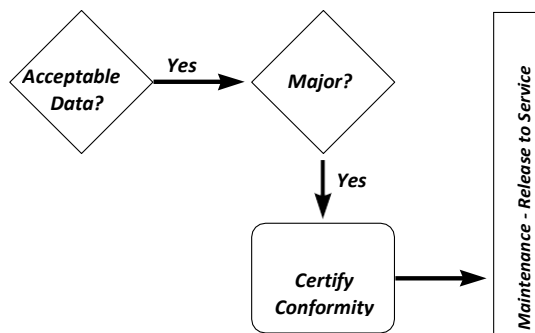 Acceptable
Data?
Yes
Major?
Yes
Certify
Conformity
Maintenance - Release to Service